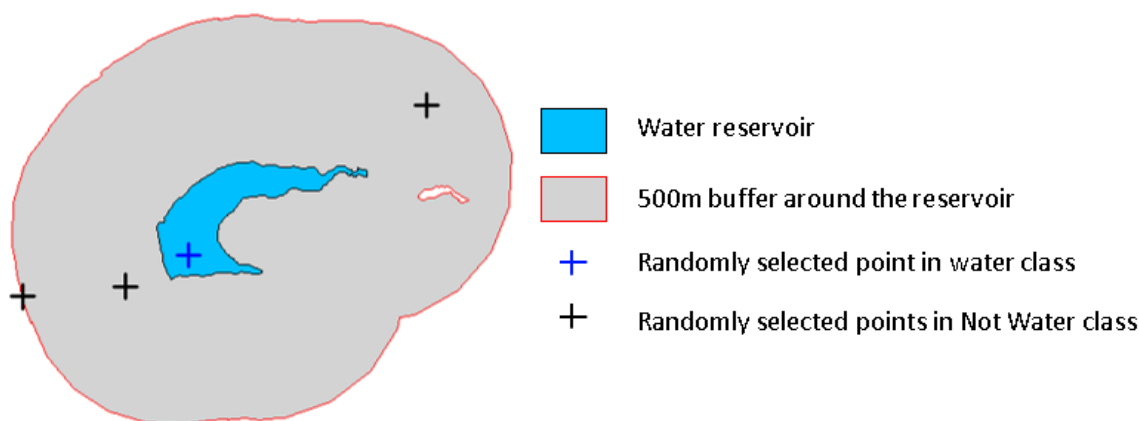 Water reservoir
500m buffer around the reservoir
Randomly selected point in water class
Randomly selected points in Not Water class